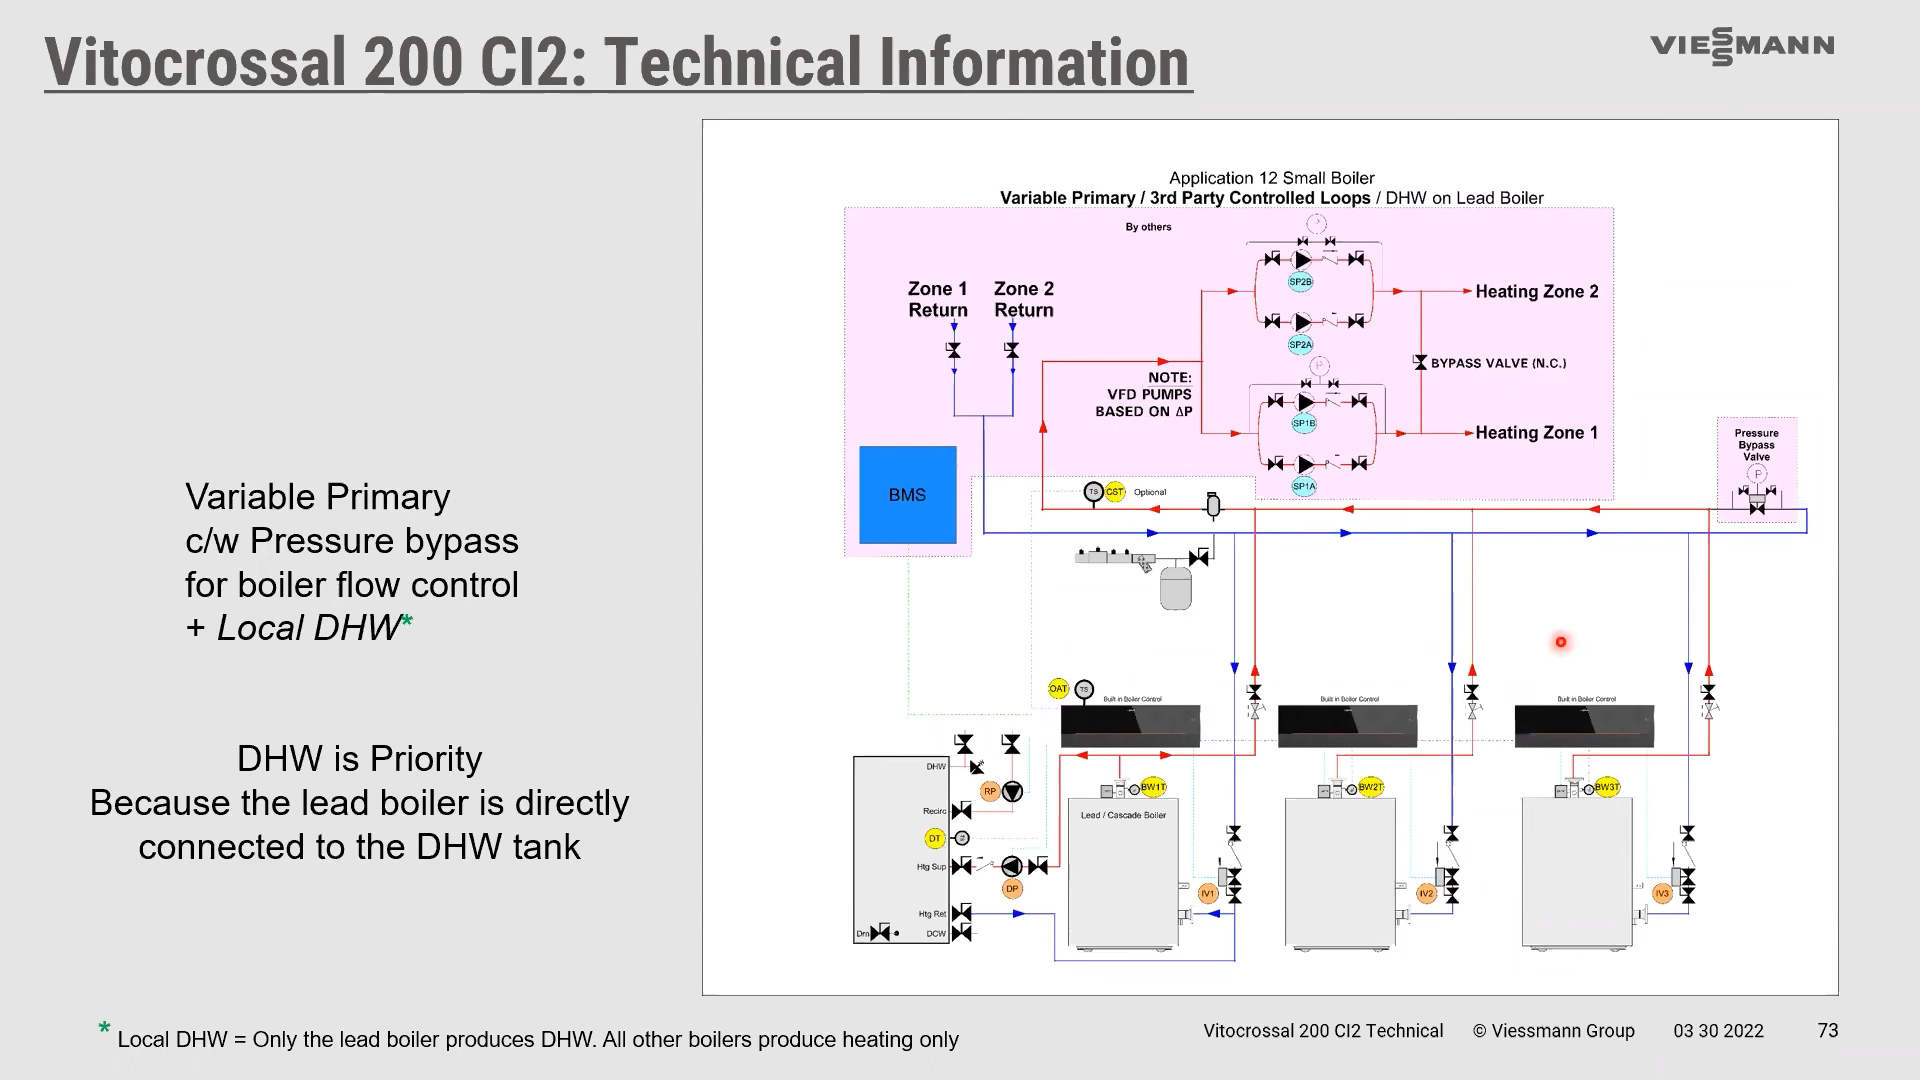 Vitocrossal 200 CI2: Technical Information
VIESSMANN
Variable Primary
c/w Pressure bypass
for boiler flow control
+ Local DHW*
DHW is Priority
Because the lead boiler is directly
connected to the DHW tank
Application 12 Small Boiler
Variable Primary / 3rd Party Controlled Loops / DHW on Lead Boiler
By others
Zone 1
Return
Zone 2
Return
SP2B
Heating Zone 2
SP2A
BYPASS VALVE (N.C.)
NOTE:
VFD PUMPS
BASED ON ΔP
P
SP1B
Heating Zone 1
SP1A
Pressure
Bypass
Valve
P
BMS
TS
CST
Optional
OAT
TS
Built in Boiler Control
Built in Boiler Control
Built in Boiler Control
DHW
RP
Recirc
DT
Htg Sup
DP
Htg Ret
Drn
DCW
BW1T
Lead / Cascade Boiler
IV1
BW2T
IV2
BW3T
IV3
* Local DHW = Only the lead boiler produces DHW. All other boilers produce heating only
Vitocrossal 200 CI2 Technical
© Viessmann Group
03 30 2022
73